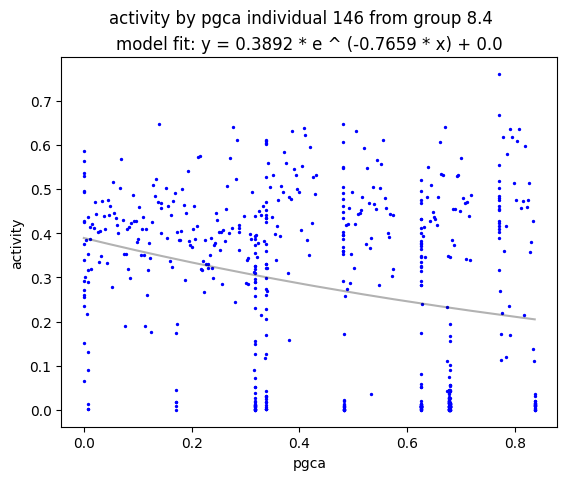 activity by pgca individual 146 from group 8.4
model fit: y = 0.3892 * e ^ (-0.7659 * x) + 0.0
0.7
0.6
0.5
0.4
0.3
0.2
0.1
0.0
activity
0.0 0.2 0.4 0.6 0.8
pgca